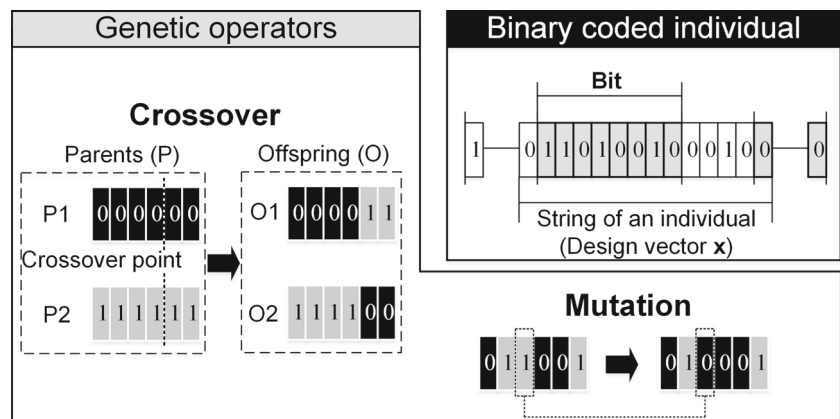 Genetic operators
Crossover
Parents (P)
Offspring (O)
P1
0 0 0 0 0 0
O1
0 0 0 0 1 1
Crossover point
P2
1 1 1 1 1 1
O2
1 1 1 1 0 0
Binary coded individual
Bit
1 0 1 1 0 1 0 0 1 0 0 0 1 0 0 0
String of an individual
(Design vector x)
Mutation
0 1 1 0 0 1
0 1 0 0 0 1